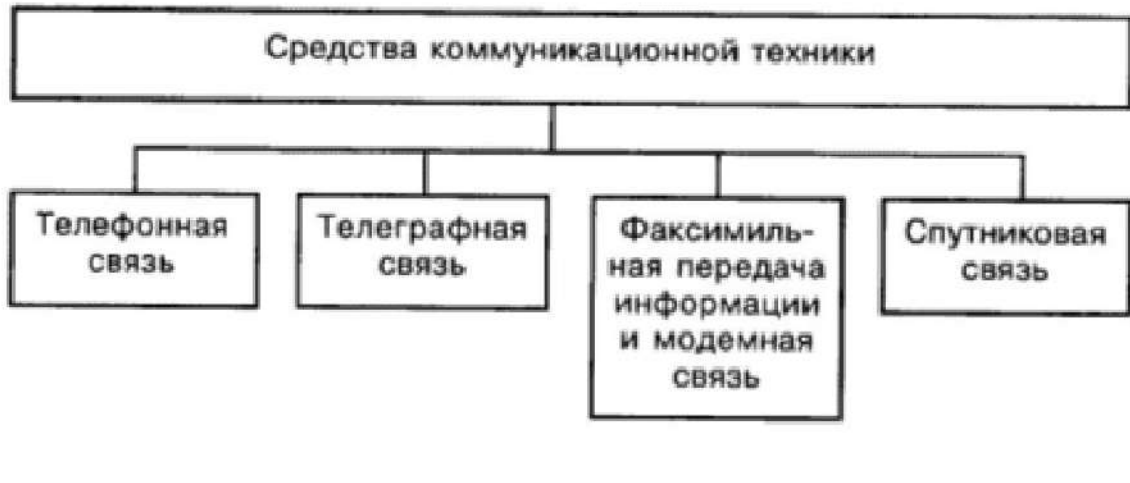 Средства коммуникационной техники
Телефонная
связь
Телеграфная
связь
Факсимиль-
ная передача
информации
и модемная
связь
Спутниковая
связь